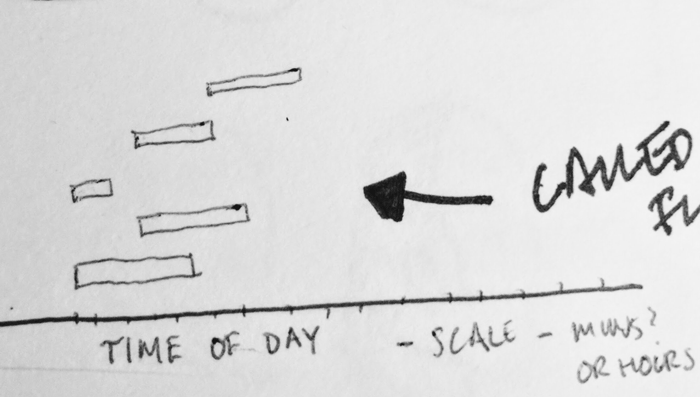 CALLED
TIME OF DAY - SCALE - MINS?
OR HOURS